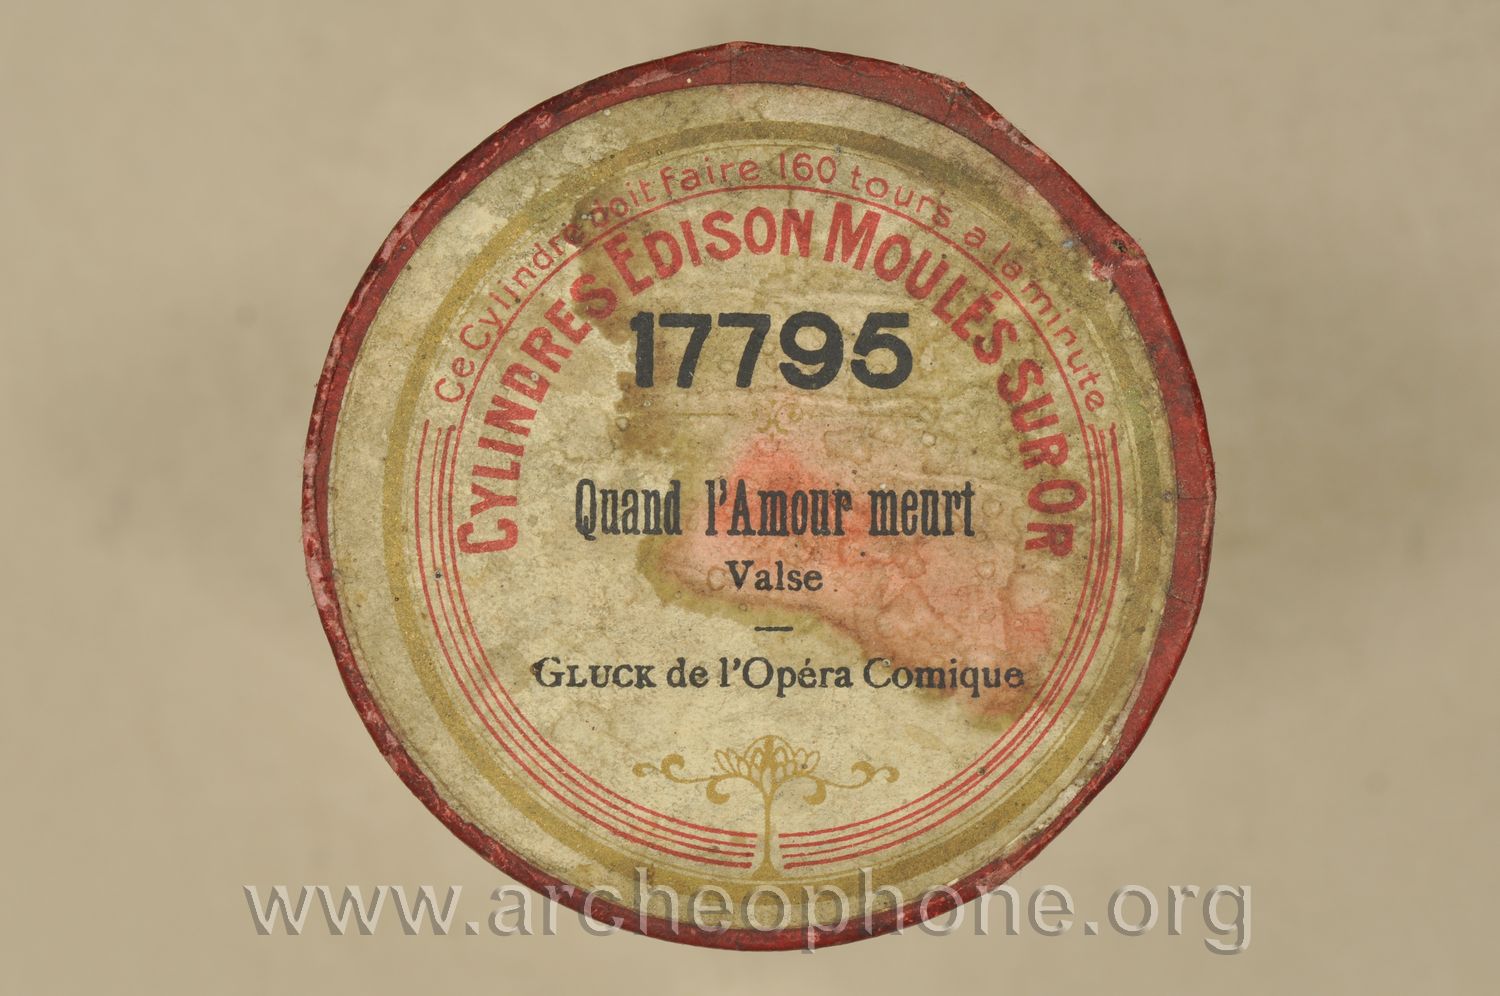 Ce Cylindre doit faire 160 tours a la minute
CYLINDRES EDISON MOULÉS SUR OR
17795
Quand l'Amour meurt
Valse
GLUCK de l'Opéra Comique
www.archeophone.org